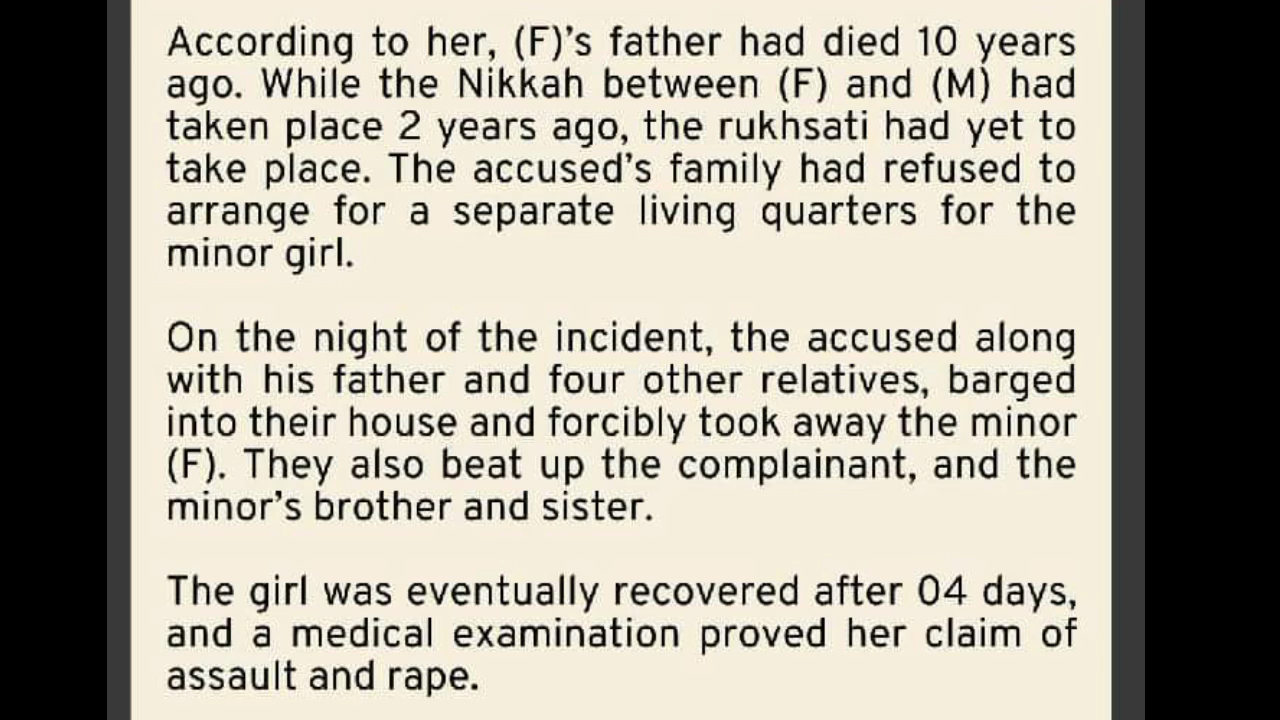 According to her, (F)'s father had died 10 years
ago. While the Nikkah between (F) and (M) had
taken place 2 years ago, the rukhsati had yet to
take place. The accused's family had refused to
arrange for a separate living quarters for the
minor girl.
On the night of the incident, the accused along
with his father and four other relatives, barged
into their house and forcibly took away the minor
(F). They also beat up the complainant, and the
minor's brother and sister.
The girl was eventually recovered after 04 days,
and a medical examination proved her claim of
assault and rape.